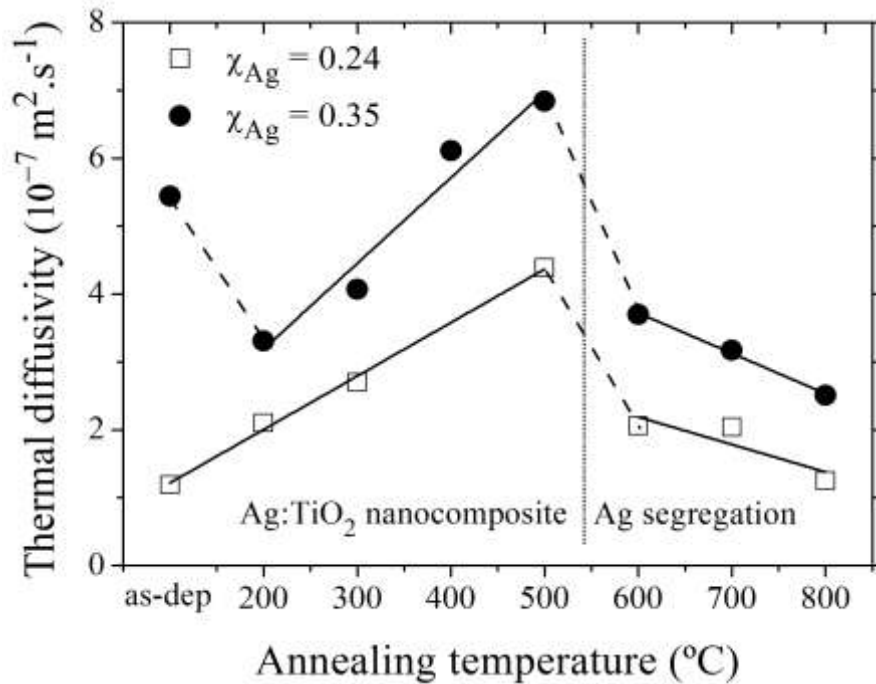 8
6
4
2
0
Thermal diffusivity (10⁻⁷ m².s⁻¹)
χAg = 0.24
χAg = 0.35
Ag:TiO₂ nanocomposite
Ag segregation
as-dep 200 300 400 500 600 700 800
Annealing temperature (ºC)